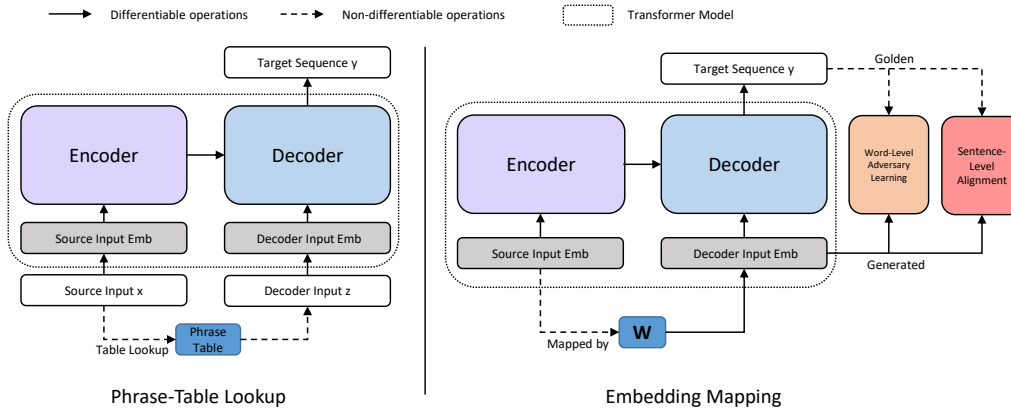 Differentiable operations
Non-differentiable operations
Transformer Model
Target Sequence y
Encoder
Decoder
Source Input Emb
Decoder Input Emb
Source Input x
Decoder Input z
Table Lookup
Phrase
Table
Phrase-Table Lookup
Target Sequence y
Golden
Encoder
Decoder
Word-Level
Adversary
Learning
Sentence-
Level
Alignment
Source Input Emb
Decoder Input Emb
Generated
Mapped by
W
Embedding Mapping